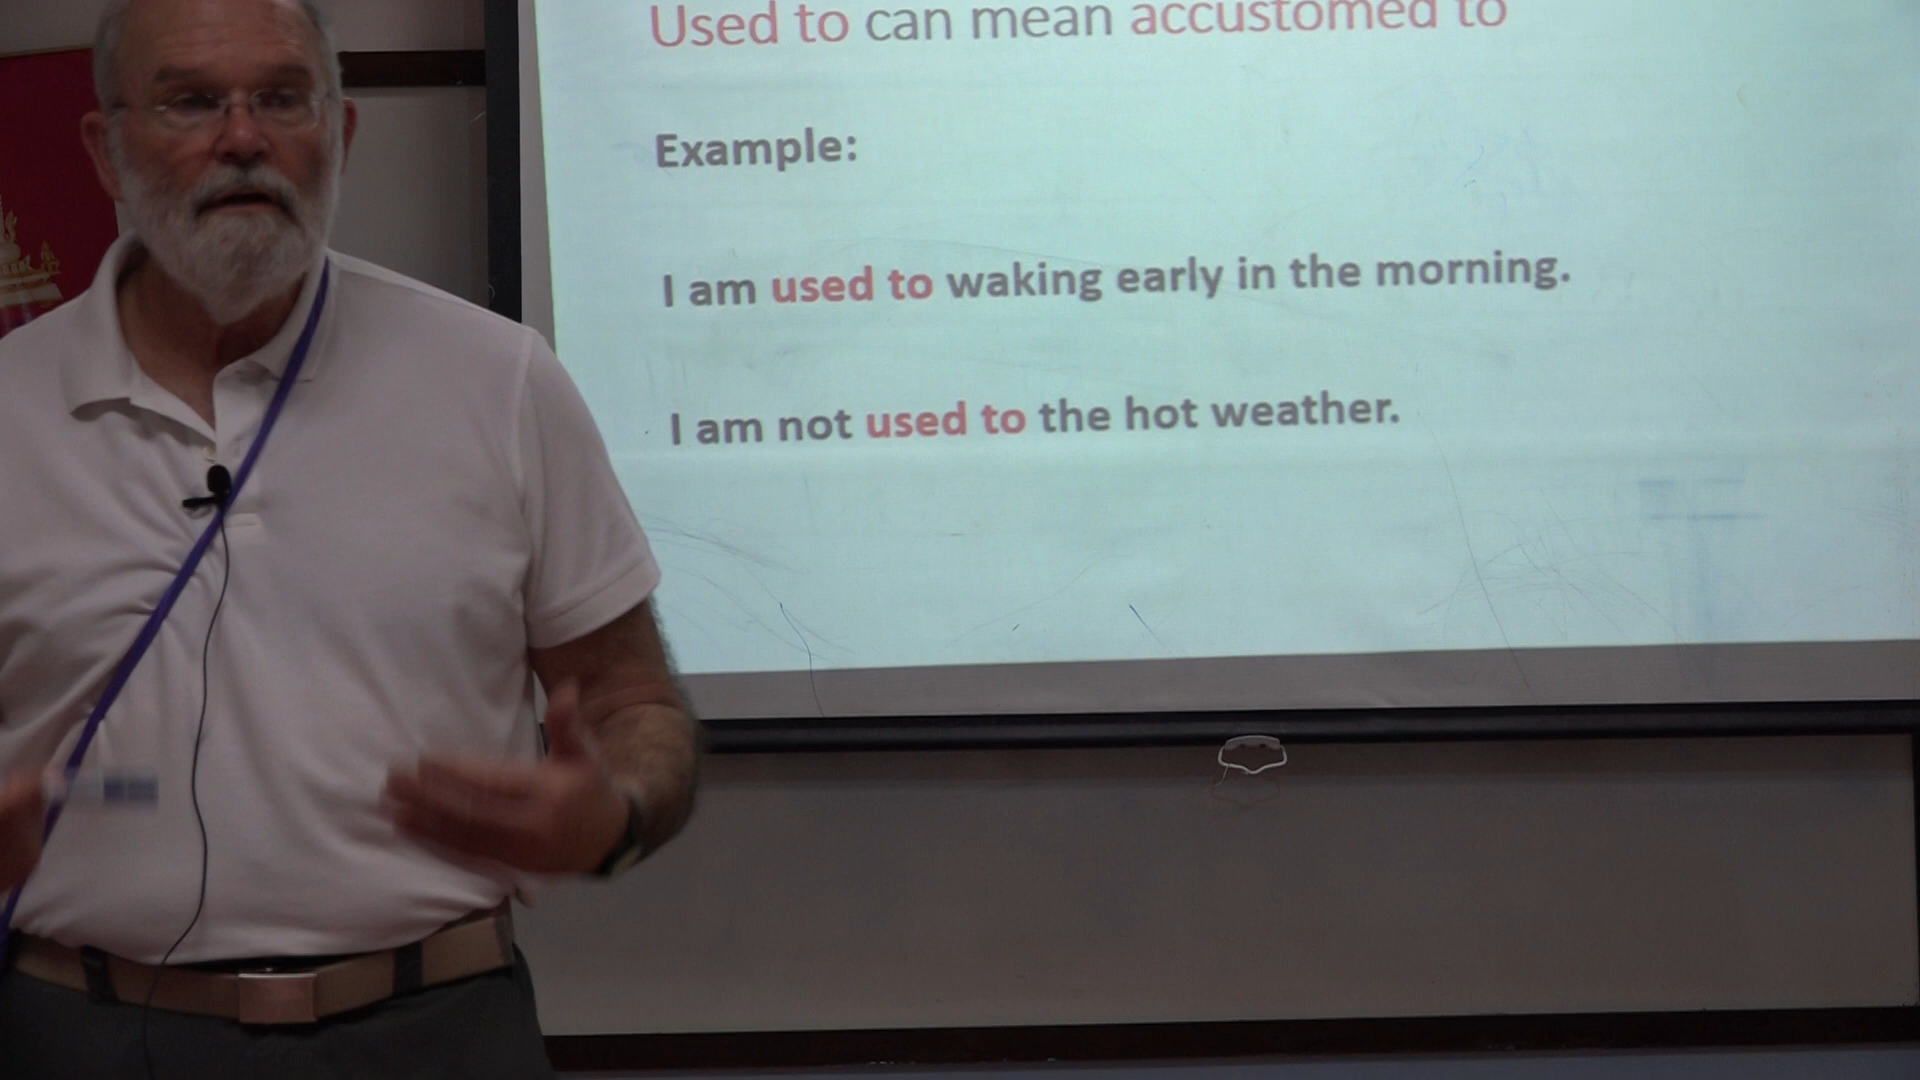 Used to can mean accustomed to
Example:
I am used to waking early in the morning.
I am not used to the hot weather.